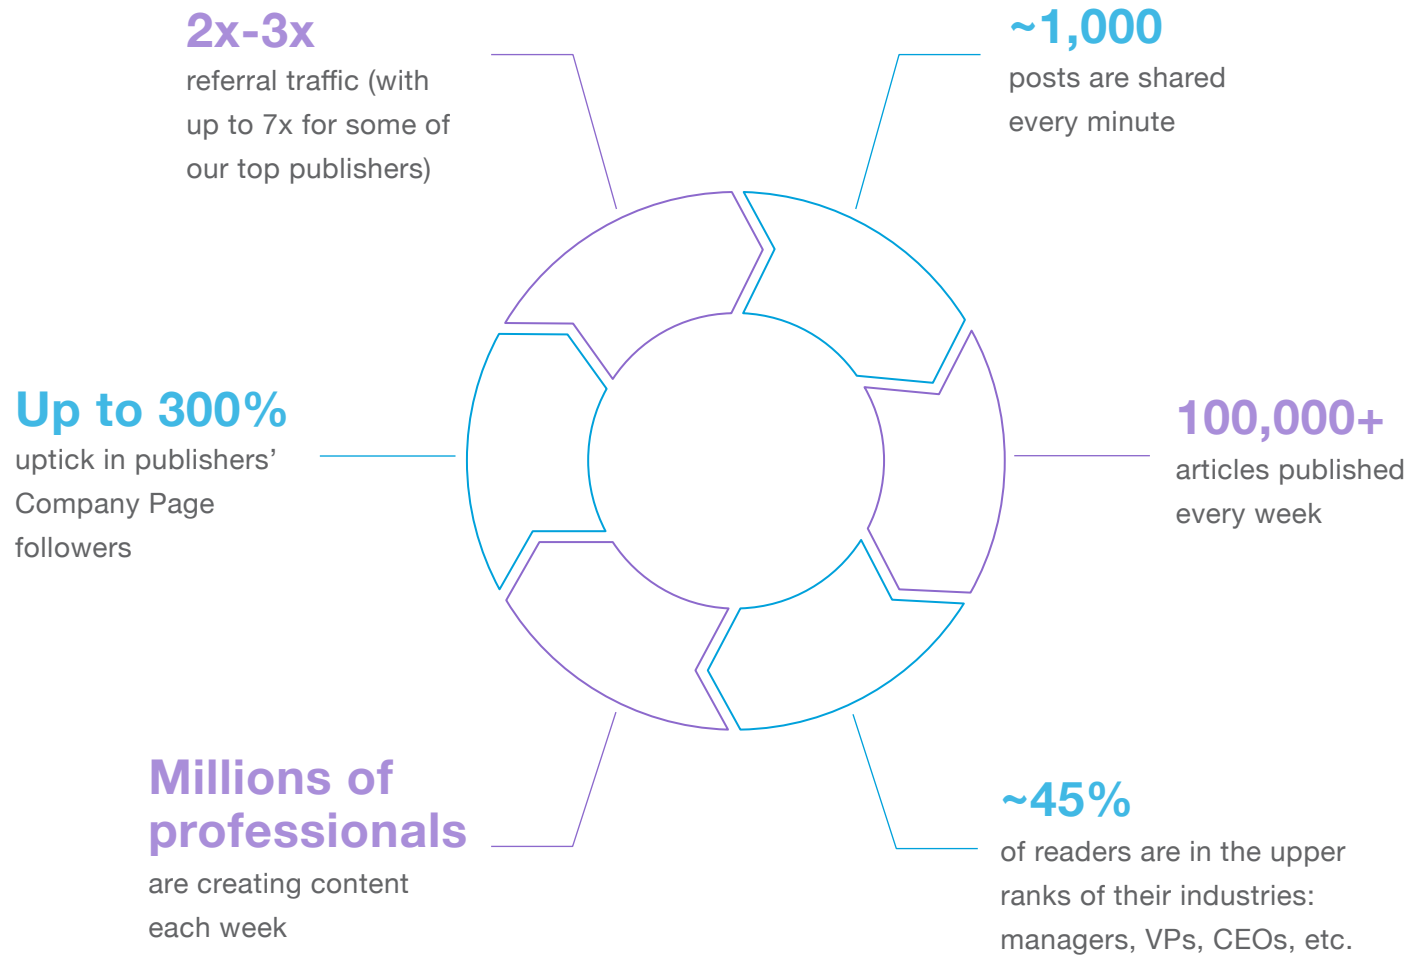 2x-3x
referral traffic (with
up to 7x for some of
our top publishers)
~1,000
posts are shared
every minute
Up to 300%
uptick in publishers’
Company Page
followers
100,000+
articles published
every week
Millions of
professionals
are creating content
each week
~45%
of readers are in the upper
ranks of their industries:
managers, VPs, CEOs, etc.